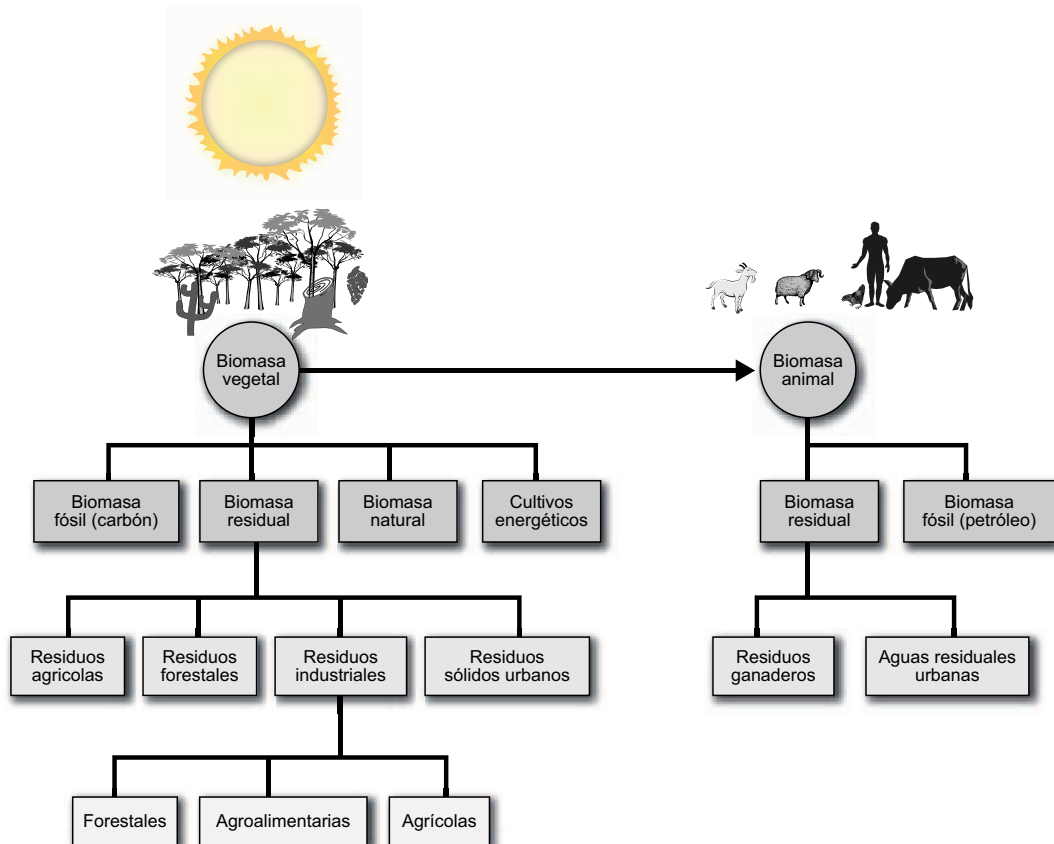 Biomasa
vegetal
Biomasa
animal
Biomasa
fósil (carbón)
Biomasa
residual
Biomasa
natural
Cultivos
energéticos
Biomasa
residual
Biomasa
fósil (petróleo)
Residuos
agricolas
Residuos
forestales
Residuos
industriales
Residuos
sólidos urbanos
Residuos
ganaderos
Aguas residuales
urbanas
Forestales
Agroalimentarias
Agrícolas